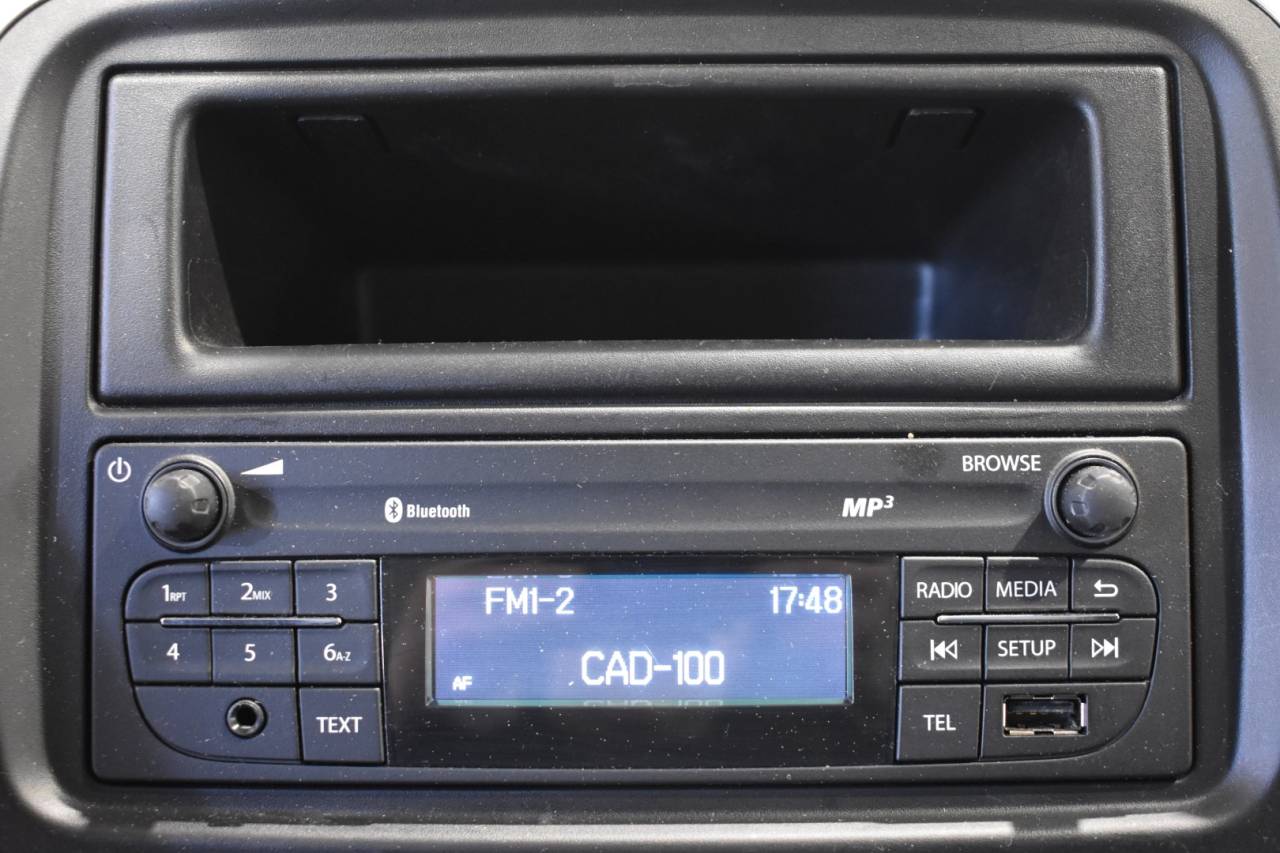 BROWSE
Bluetooth
MP3
1RPT 2MIX 3
4 5 6A-Z
TEXT
FM1-2 17:48
CAD-100
AF
RADIO MEDIA
SETUP
TEL